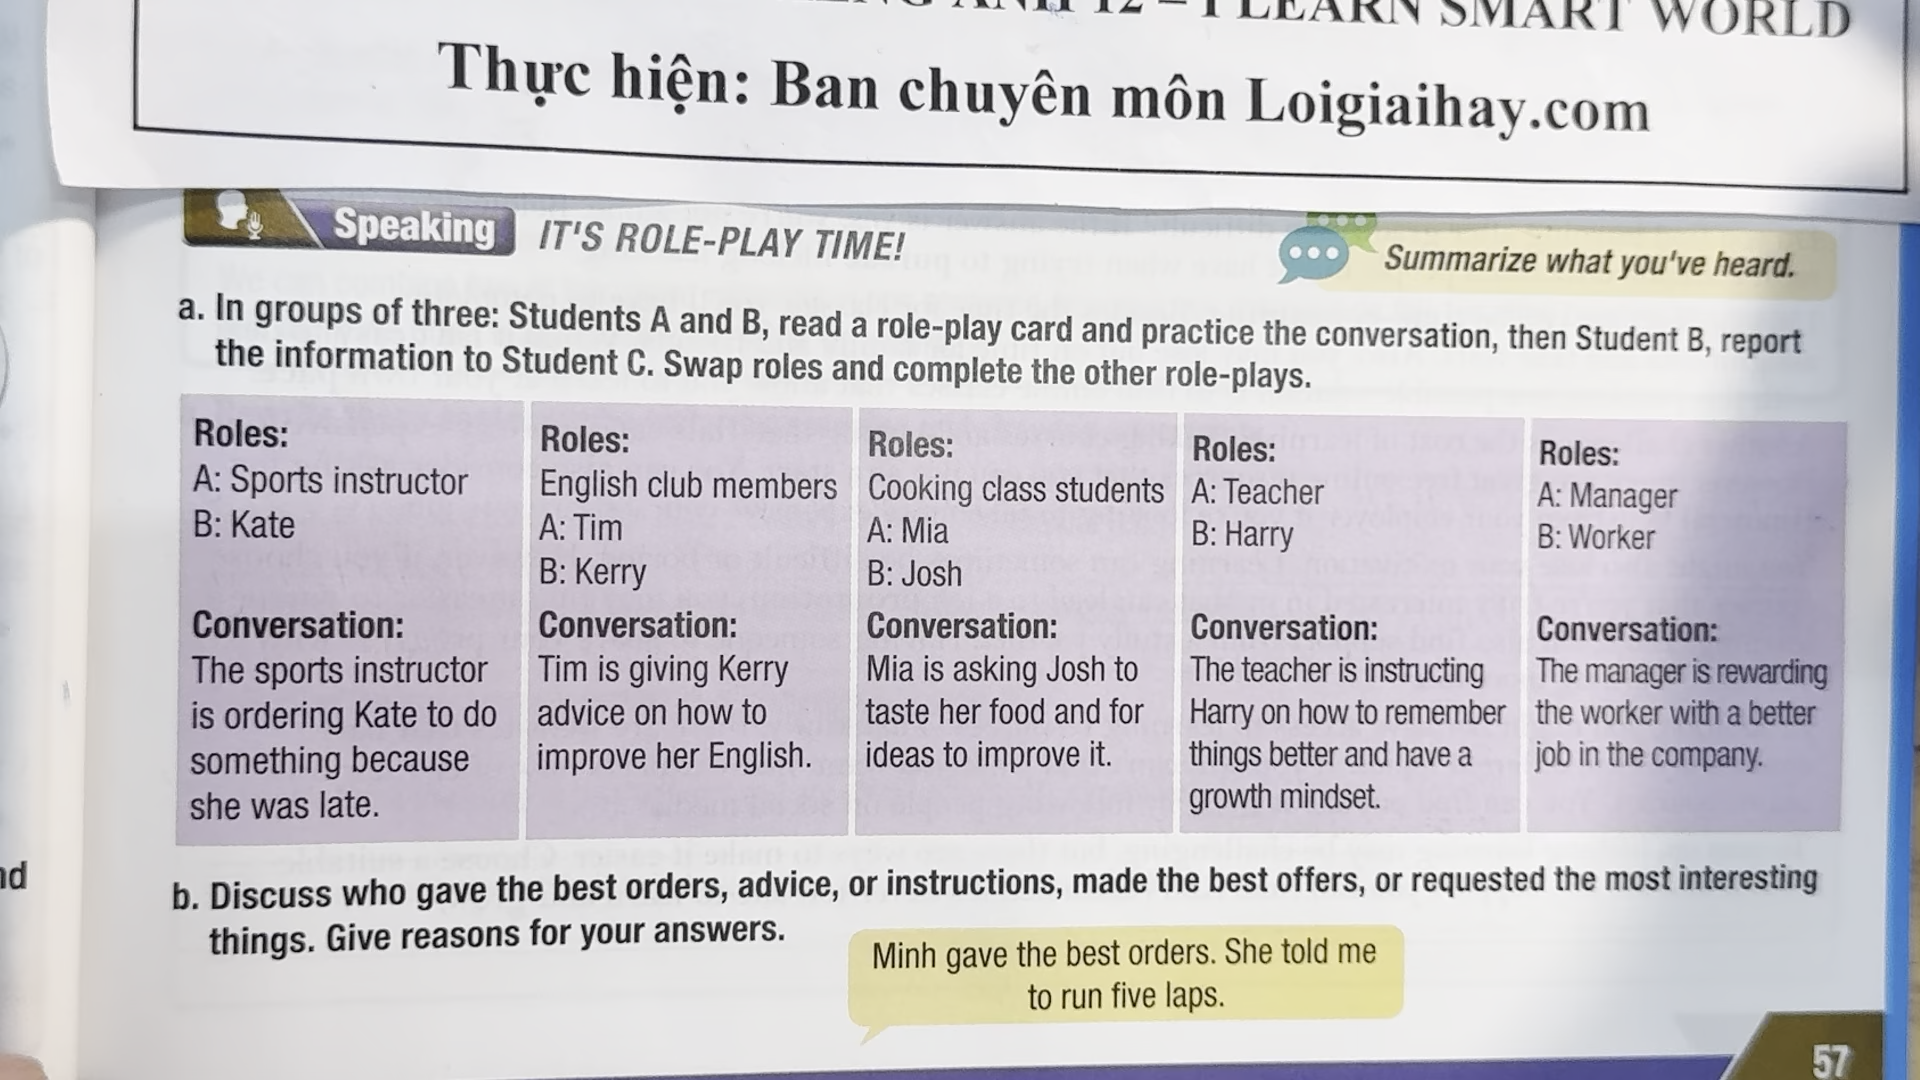 – I LEARN SMART WORLD
Thực hiện: Ban chuyên môn Loigiaihay.com
Speaking IT'S ROLE-PLAY TIME!
Summarize what you've heard.
a. In groups of three: Students A and B, read a role-play card and practice the conversation, then Student B, report
the information to Student C. Swap roles and complete the other role-plays.
Roles:
A: Sports instructor
B: Kate
Conversation:
The sports instructor
is ordering Kate to do
something because
she was late.
Roles:
English club members
A: Tim
B: Kerry
Conversation:
Tim is giving Kerry
advice on how to
improve her English.
Roles:
Cooking class students
A: Mia
B: Josh
Conversation:
Mia is asking Josh to
taste her food and for
ideas to improve it.
Roles:
A: Teacher
B: Harry
Conversation:
The teacher is instructing
Harry on how to remember
things better and have a
growth mindset.
Roles:
A: Manager
B: Worker
Conversation:
The manager is rewarding
the worker with a better
job in the company.
b. Discuss who gave the best orders, advice, or instructions, made the best offers, or requested the most interesting
things. Give reasons for your answers.
Minh gave the best orders. She told me
to run five laps.
57